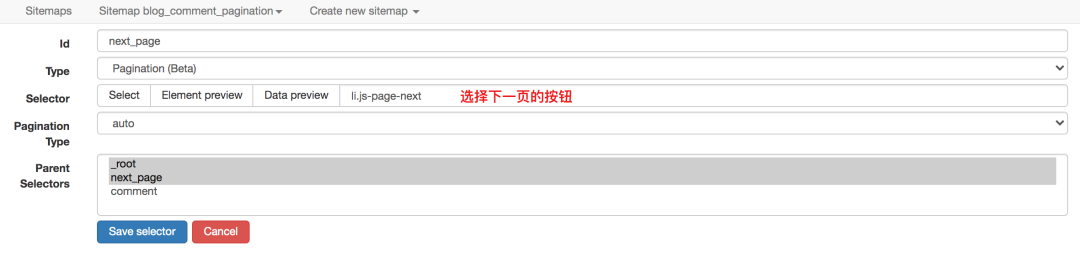 Sitemaps Sitemap blog_comment_pagination Create new sitemap
Id next_page
Type Pagination (Beta)
Selector Select Element preview Data preview li.js-page-next 选择下一页的按钮
Pagination Type auto
Parent Selectors _root
next_page
comment
Save selector Cancel